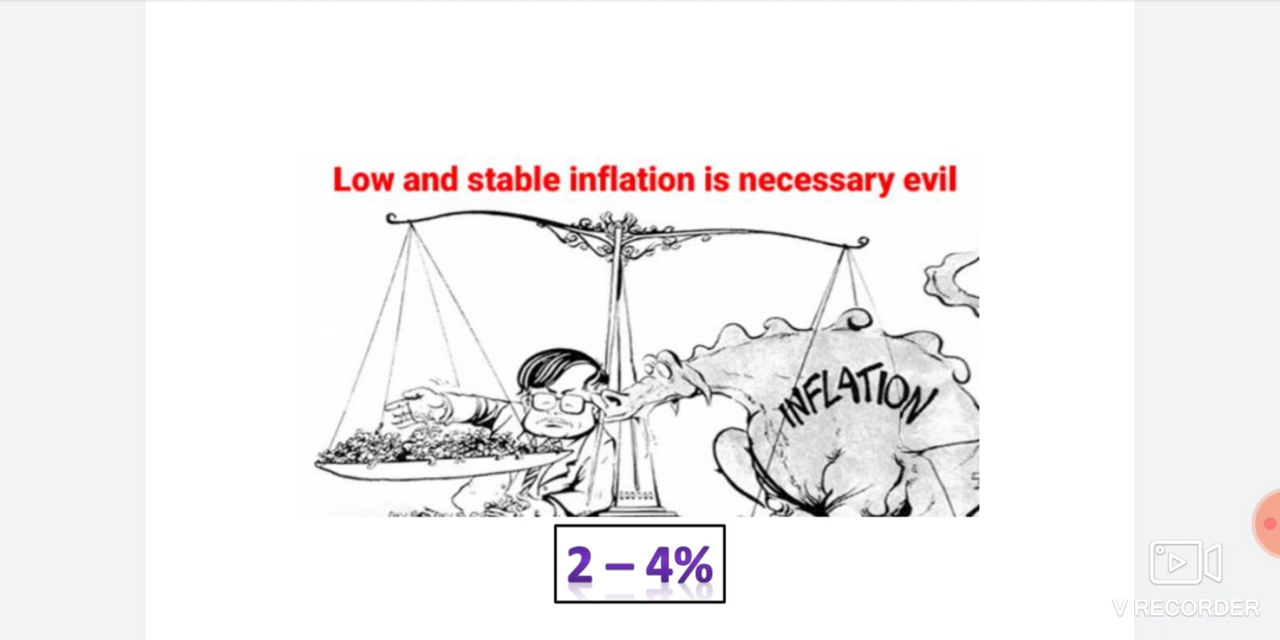 Low and stable inflation is necessary evil
INFLATION
2 – 4%
V RECORDER